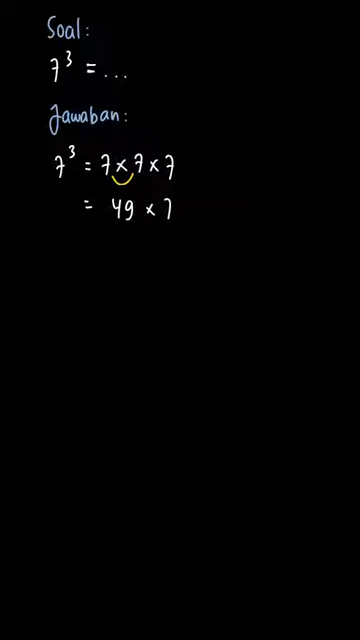 Soal:
7³ = ...
Jawaban:
7³ = 7 × 7 × 7
= 49 × 7